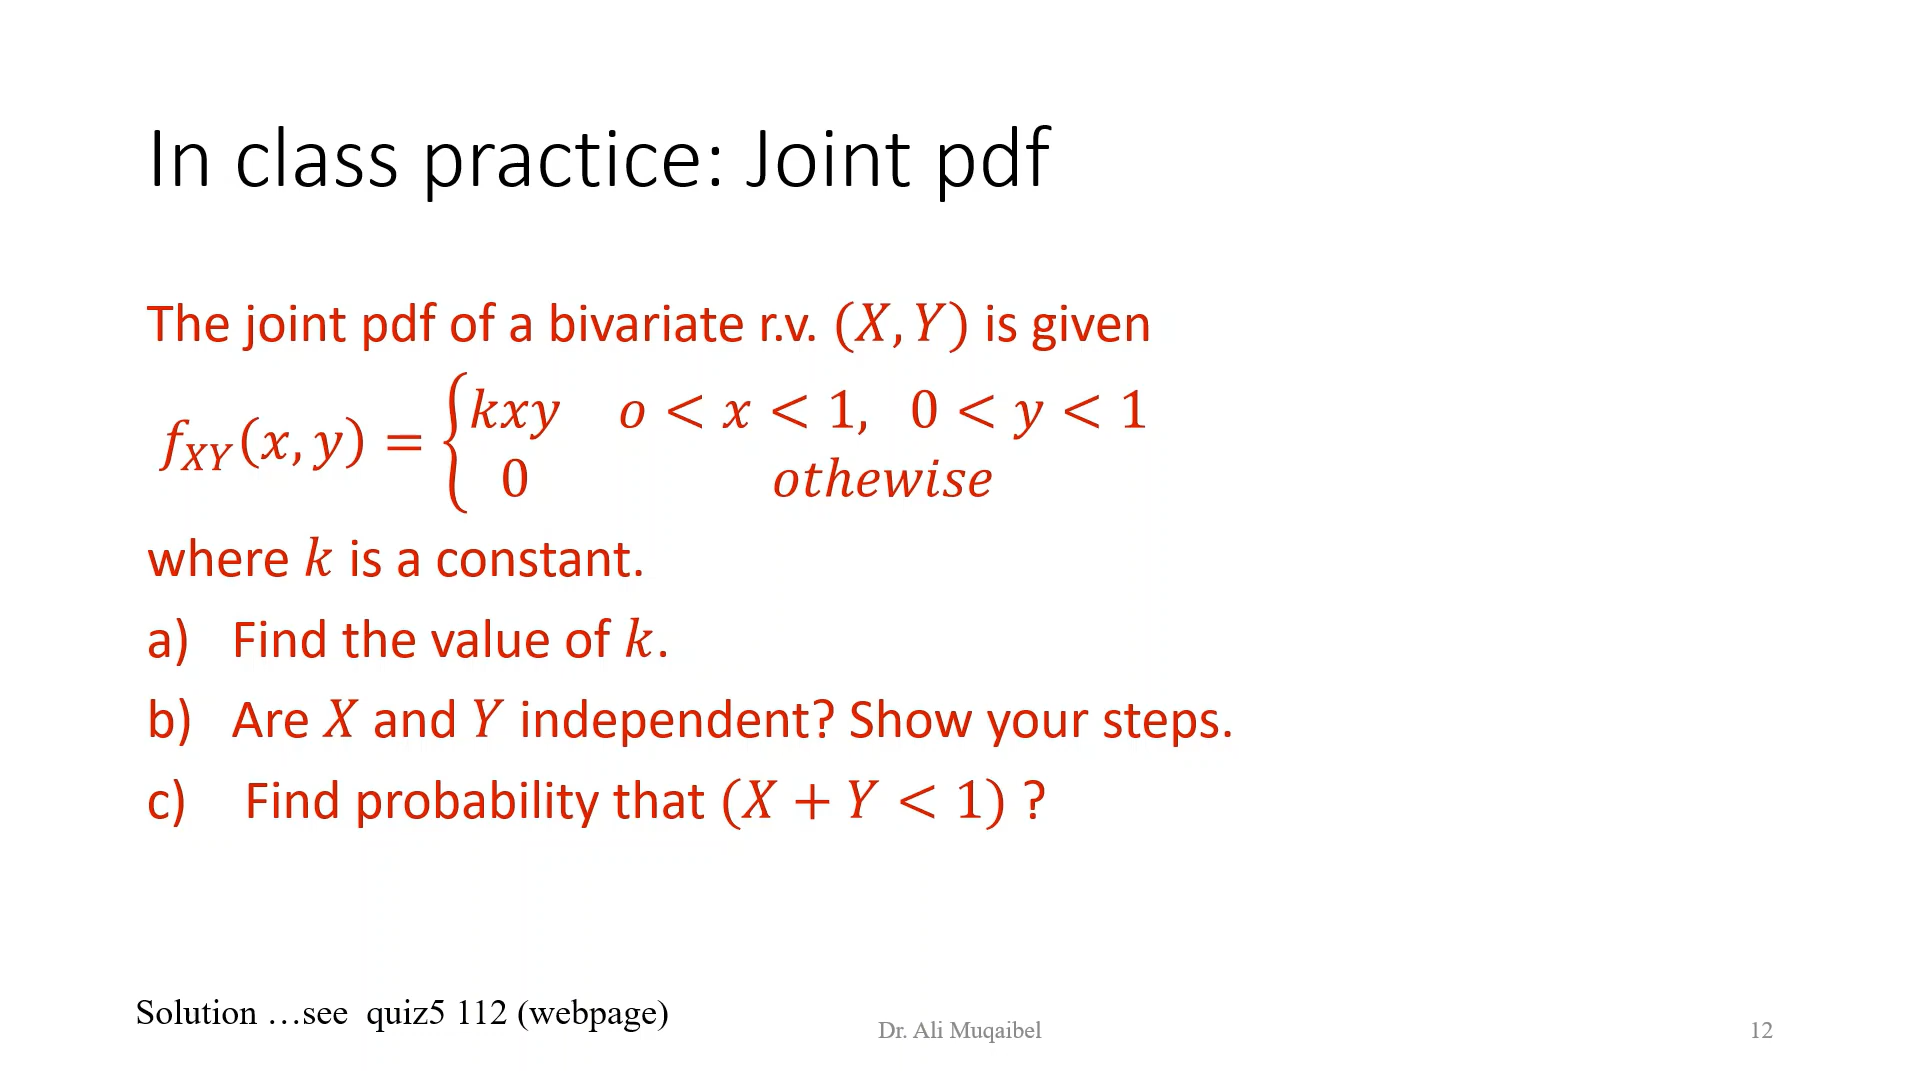 In class practice: Joint pdf
The joint pdf of a bivariate r.v. (X, Y) is given
f_{XY}(x, y) = { kxy    o < x < 1,   0 < y < 1
0    othewise
where k is a constant.
a) Find the value of k.
b) Are X and Y independent? Show your steps.
c) Find probability that (X + Y < 1) ?
Solution …see quiz5 112 (webpage)
Dr. Ali Muqaibel
12